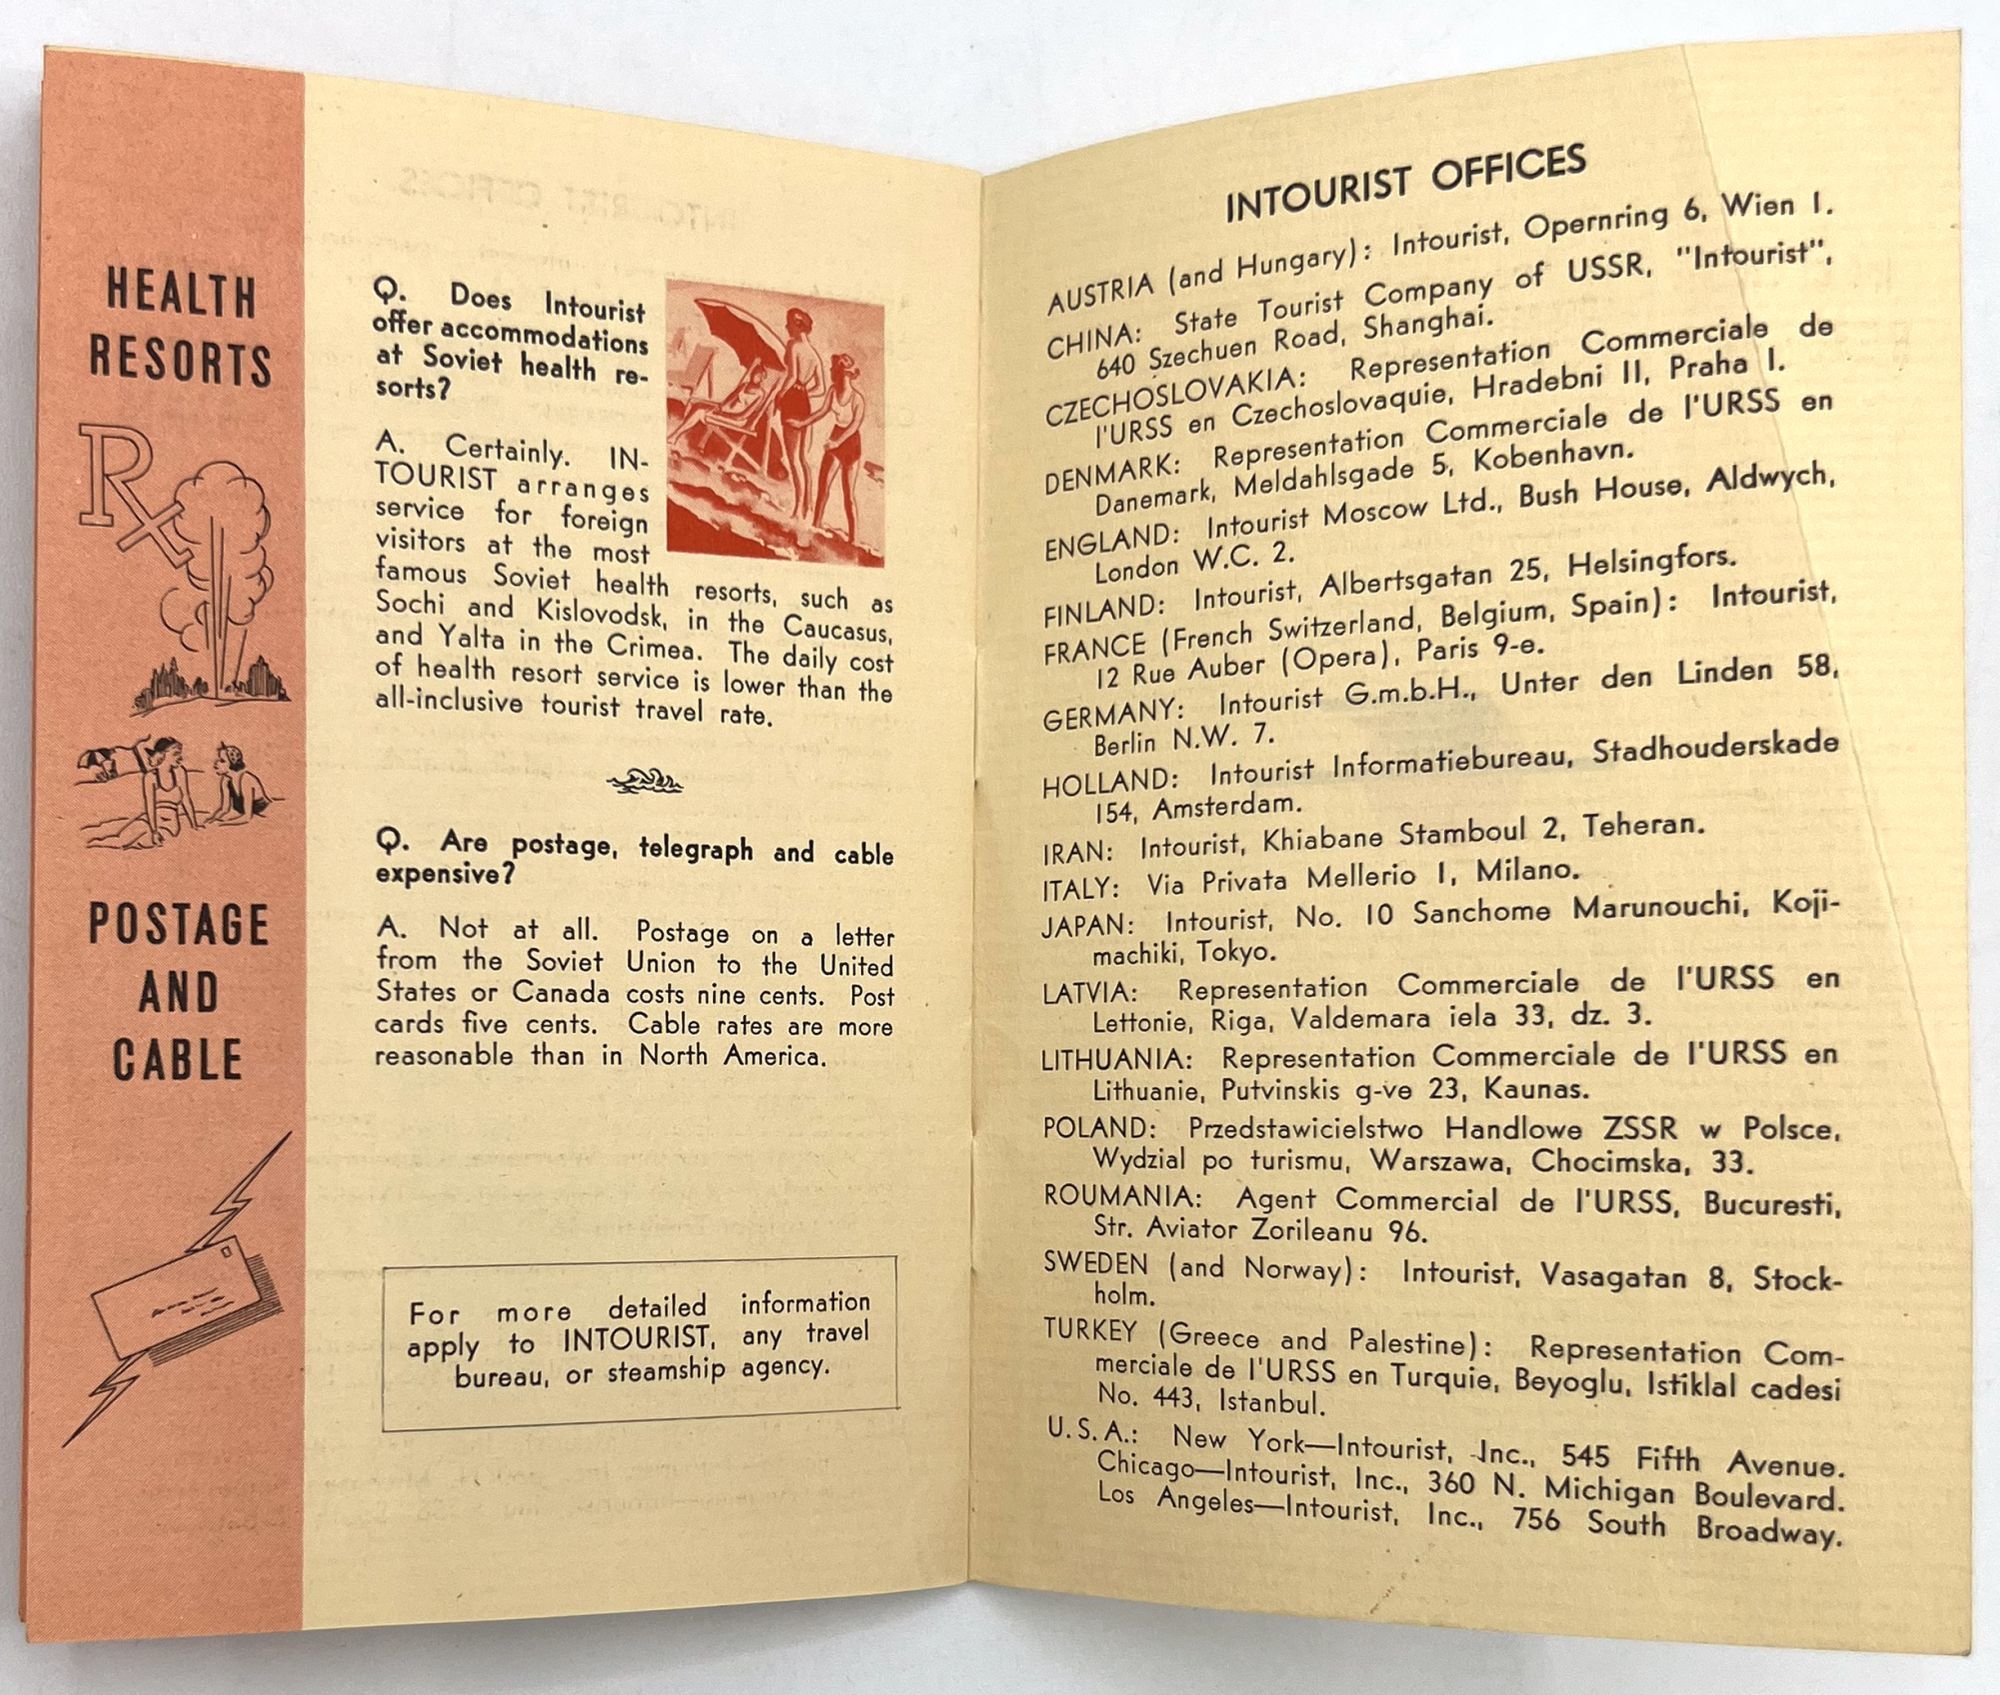 HEALTH
RESORTS
Rx
POSTAGE
AND
CABLE
Q. Does Intourist
offer accommodations
at Soviet health re-
sorts?
A. Certainly. IN-
TOURIST arranges
service for foreign
visitors at the most
famous Soviet health resorts, such as
Sochi and Kislovodsk, in the Caucasus,
and Yalta in the Crimea. The daily cost
of health resort service is lower than the
all-inclusive tourist travel rate.
Q. Are postage, telegraph and cable
expensive?
A. Not at all. Postage on a letter
from the Soviet Union to the United
States or Canada costs nine cents. Post
cards five cents. Cable rates are more
reasonable than in North America.
For more detailed information
apply to INTOURIST, any travel
bureau, or steamship agency.
INTOURIST OFFICES
AUSTRIA (and Hungary): Intourist, Opernring 6, Wien I.
CHINA: State Tourist Company of USSR, "Intourist",
640 Szechuen Road, Shanghai.
CZECHOSLOVAKIA: Representation Commerciale de
l'URSS en Czechoslovaquie, Hradebni II, Praha I.
DENMARK: Representation Commerciale de l'URSS en
Danemark, Meldahlsgade 5, Kobenhavn.
ENGLAND: Intourist Moscow Ltd., Bush House, Aldwych,
London W.C. 2.
FINLAND: Intourist, Albertsgatan 25, Helsingfors.
FRANCE (French Switzerland, Belgium, Spain): Intourist,
12 Rue Auber (Opera), Paris 9-e.
GERMANY: Intourist G.m.b.H., Unter den Linden 58,
Berlin N.W. 7.
HOLLAND: Intourist Informatiebureau, Stadhouderskade
154, Amsterdam.
IRAN: Intourist, Khiabane Stamboul 2, Teheran.
ITALY: Via Privata Mellerio 1, Milano.
JAPAN: Intourist, No. 10 Sanchome Marunouchi, Koji-
machiki, Tokyo.
LATVIA: Representation Commerciale de l'URSS en
Lettonie, Riga, Valdemara iela 33, dz. 3.
LITHUANIA: Representation Commerciale de l'URSS en
Lithuanie, Putvinskis g-ve 23, Kaunas.
POLAND: Przedstawicielstwo Handlowe ZSSR w Polsce,
Wydzial po turismu, Warszawa, Chocimska, 33.
ROUMANIA: Agent Commercial de l'URSS, Bucuresti,
Str. Aviator Zorileanu 96.
SWEDEN (and Norway): Intourist, Vasagatan 8, Stock-
holm.
TURKEY (Greece and Palestine): Representation Com-
merciale de l'URSS en Turquie, Beyoglu, Istiklal cadesi
No. 443, Istanbul.
U.S.A.: New York—Intourist, Inc., 545 Fifth Avenue.
Chicago—Intourist, Inc., 360 N. Michigan Boulevard.
Los Angeles—Intourist, Inc., 756 South Broadway.